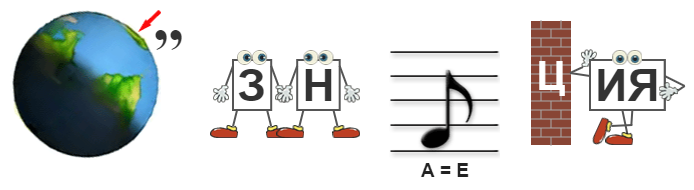 ,,
З Н
А = Е
Ц ИЯ